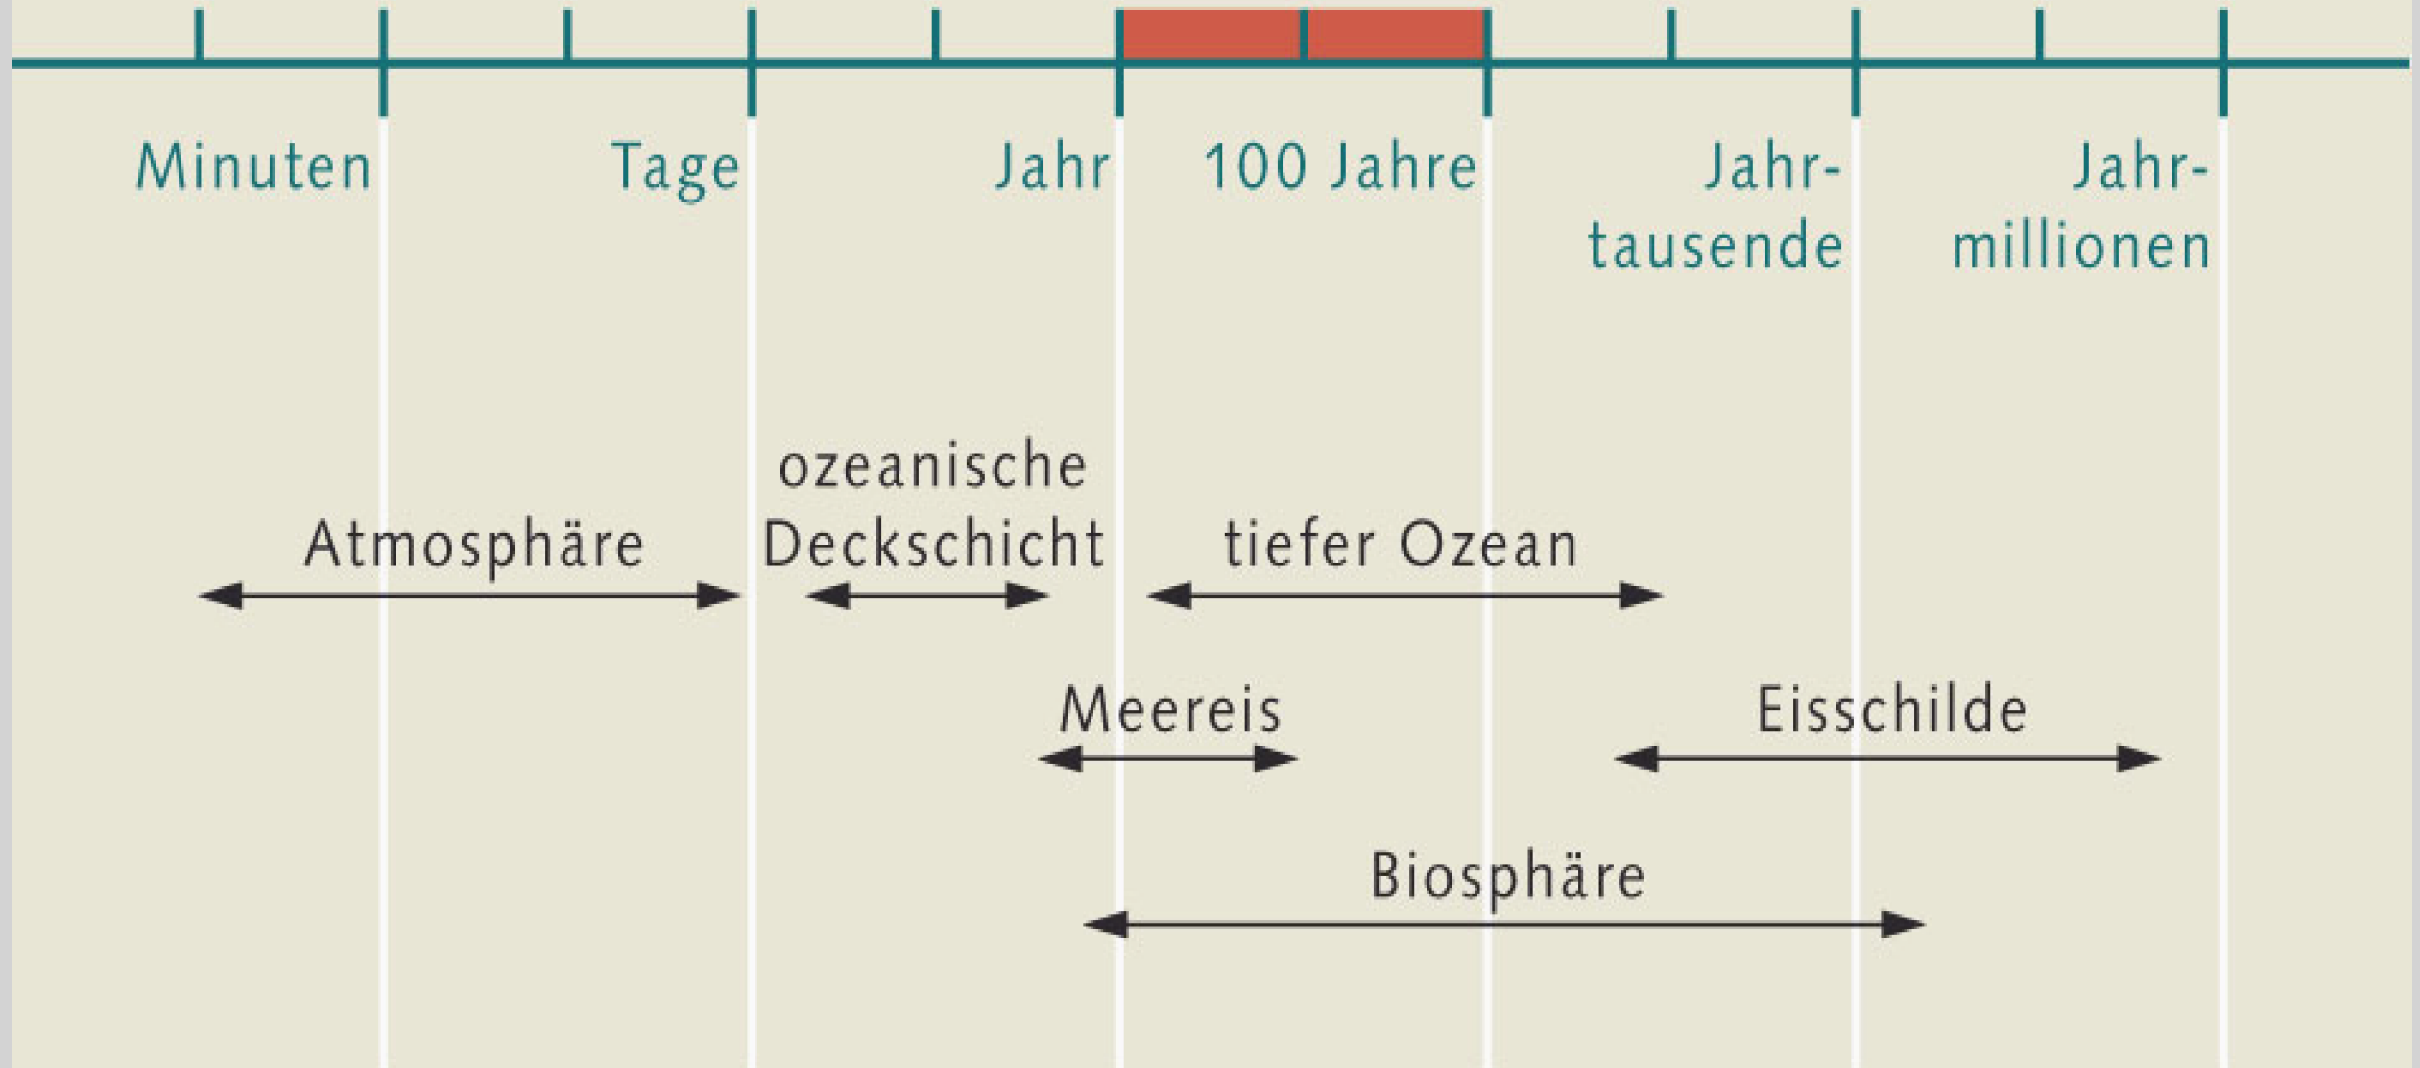 Minuten
Tage
Jahr
100 Jahre
Jahr-
tausende
Jahr-
millionen
Atmosphäre
ozeanische
Deckschicht
tiefer Ozean
Meereis
Eisschilde
Biosphäre